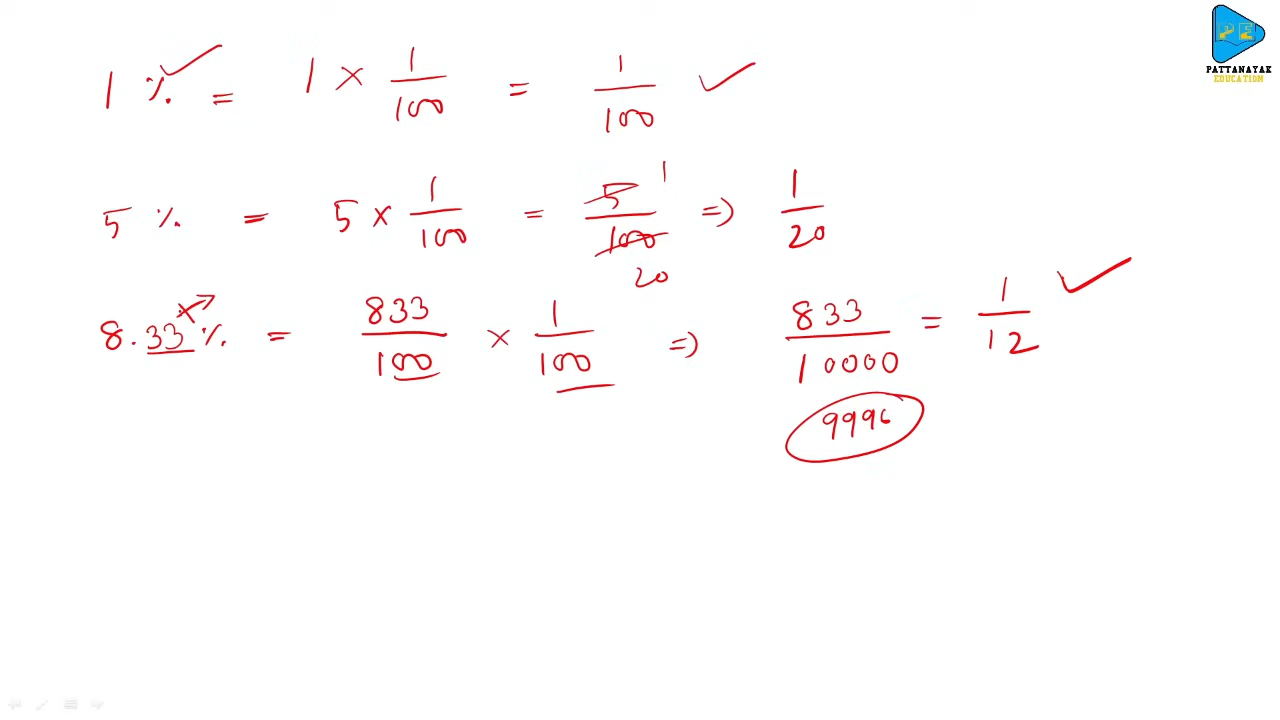 PE
PATTANAYAK
EDUCATION
1 % = 1 × 1/100 = 1/100 ✓
5 % = 5 × 1/100 = 5/100 1/20 ⇒ 1/20
8.33 % = 833/100 × 1/100 ⇒ 833/10000 = 1/12 ✓
9996